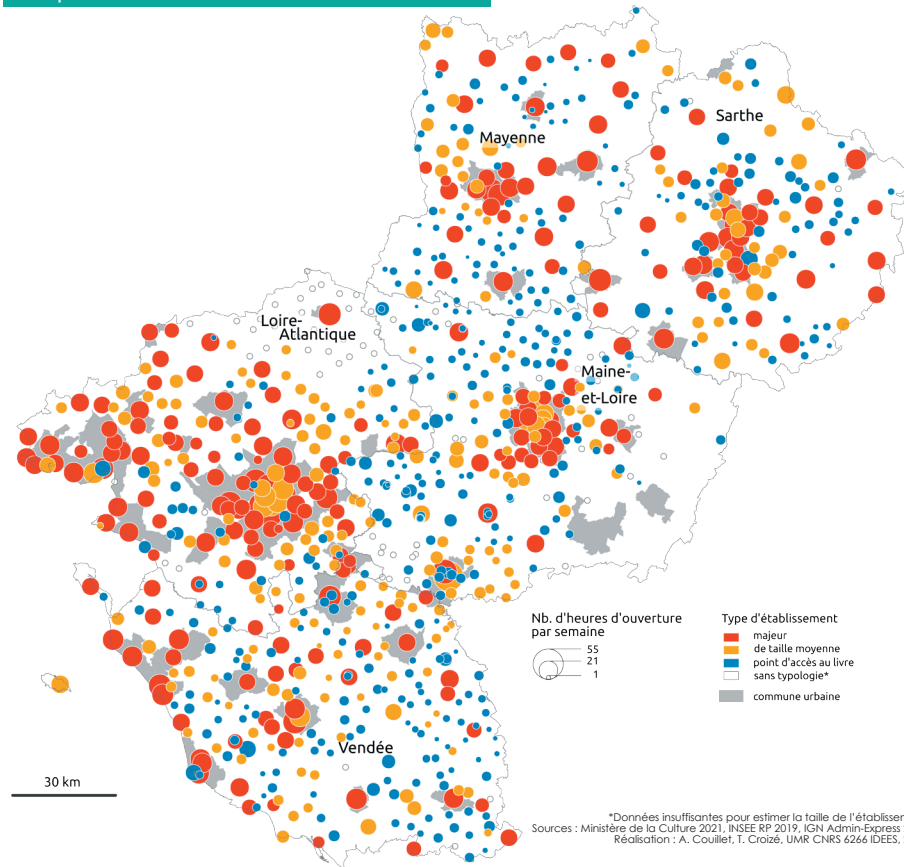 Mayenne
Sarthe
Loire-
Atlantique
Maine-
et-Loire
Vendée
30 km
Nb. d'heures d'ouverture
par semaine
55
21
1
Type d'établissement
majeur
de taille moyenne
point d'accès au livre
sans typologie*
commune urbaine
*Données insuffisantes pour estimer la taille de
Sources : Ministère de la Culture 2021, INSEE RP 2019, IGN Admin-Express
Réalisation : A. Couillet, T. Croizé, UMR CNRS 6266 IDEES,